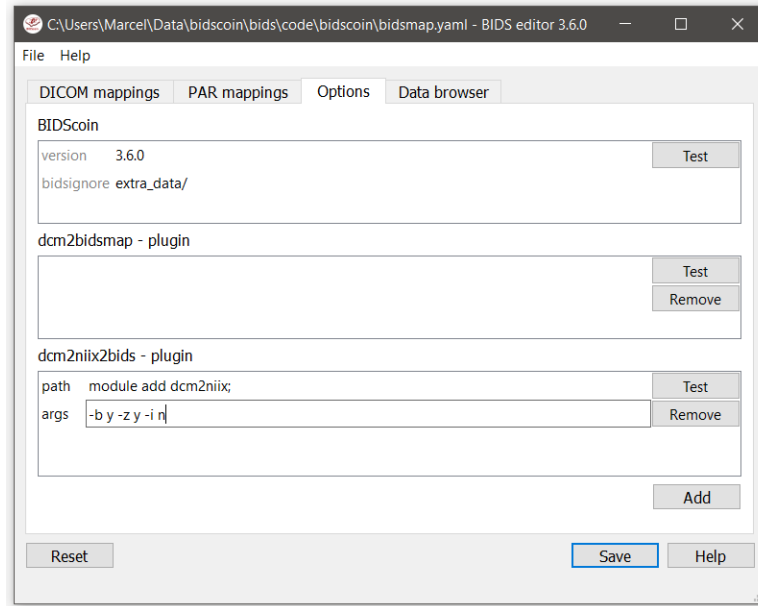 C:\Users\Marcel\Data\bidscoin\bids\code\bidscoin\bidsmap.yaml - BIDS editor 3.6.0
File Help
DICOM mappings PAR mappings Options Data browser
BIDScoin
version 3.6.0 Test
bidsignore extra_data/
dcm2bidsmap - plugin
Test
Remove
dcm2niix2bids - plugin
path module add dcm2niix; Test
args -b y -z y -i n Remove
Add
Reset Save Help